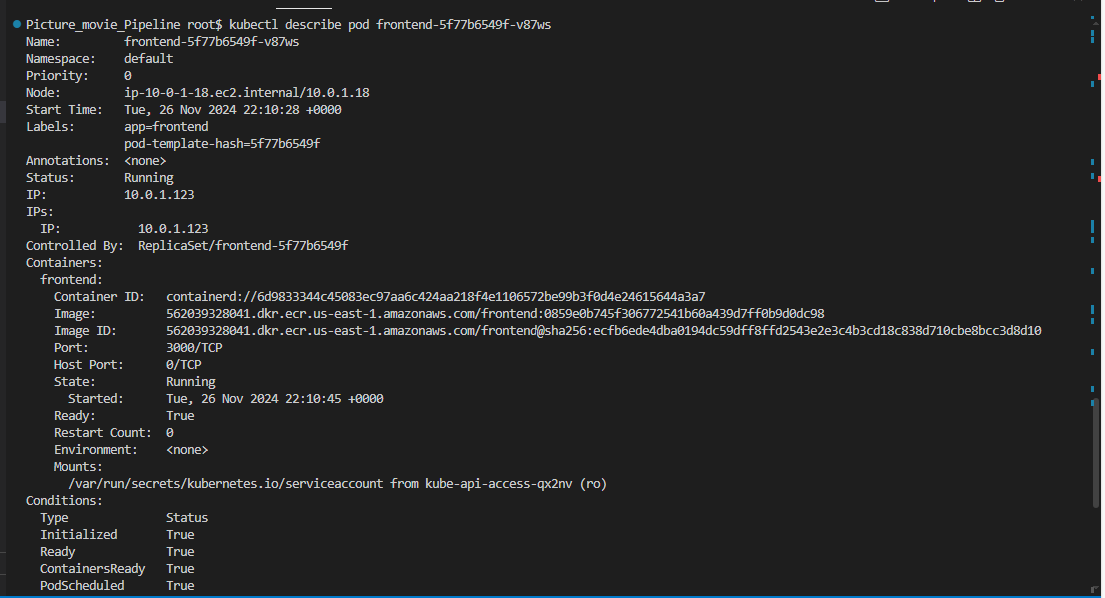 Picture_movie_Pipeline root$ kubectl describe pod frontend-5f77b6549f-v87ws
Name:         frontend-5f77b6549f-v87ws
Namespace:    default
Priority:     0
Node:         ip-10-0-1-18.ec2.internal/10.0.1.18
Start Time:   Tue, 26 Nov 2024 22:10:28 +0000
Labels:       app=frontend
              pod-template-hash=5f77b6549f
Annotations:  <none>
Status:       Running
IP:           10.0.1.123
IPs:
  IP:           10.0.1.123
Controlled By:  ReplicaSet/frontend-5f77b6549f
Containers:
  frontend:
    Container ID:   containerd://6d9833344c45083ec97aa6c424aa218f4e1106572be99b3f0d4e24615644a3a7
    Image:          562039328041.dkr.ecr.us-east-1.amazonaws.com/frontend:0859e0b745f306772541b60a439d7ff0b9d0dc98
    Image ID:       562039328041.dkr.ecr.us-east-1.amazonaws.com/frontend@sha256:ecfb6ede4dba0194dc59dff8ffd2543e2e3c4b3cd18c838d710cbe8bcc3d8d10
    Port:           3000/TCP
    Host Port:      0/TCP
    State:          Running
      Started:      Tue, 26 Nov 2024 22:10:45 +0000
    Ready:          True
    Restart Count:  0
    Environment:    <none>
    Mounts:
      /var/run/secrets/kubernetes.io/serviceaccount from kube-api-access-qx2nv (ro)
Conditions:
  Type              Status
  Initialized       True
  Ready             True
  ContainersReady   True
  PodScheduled      True